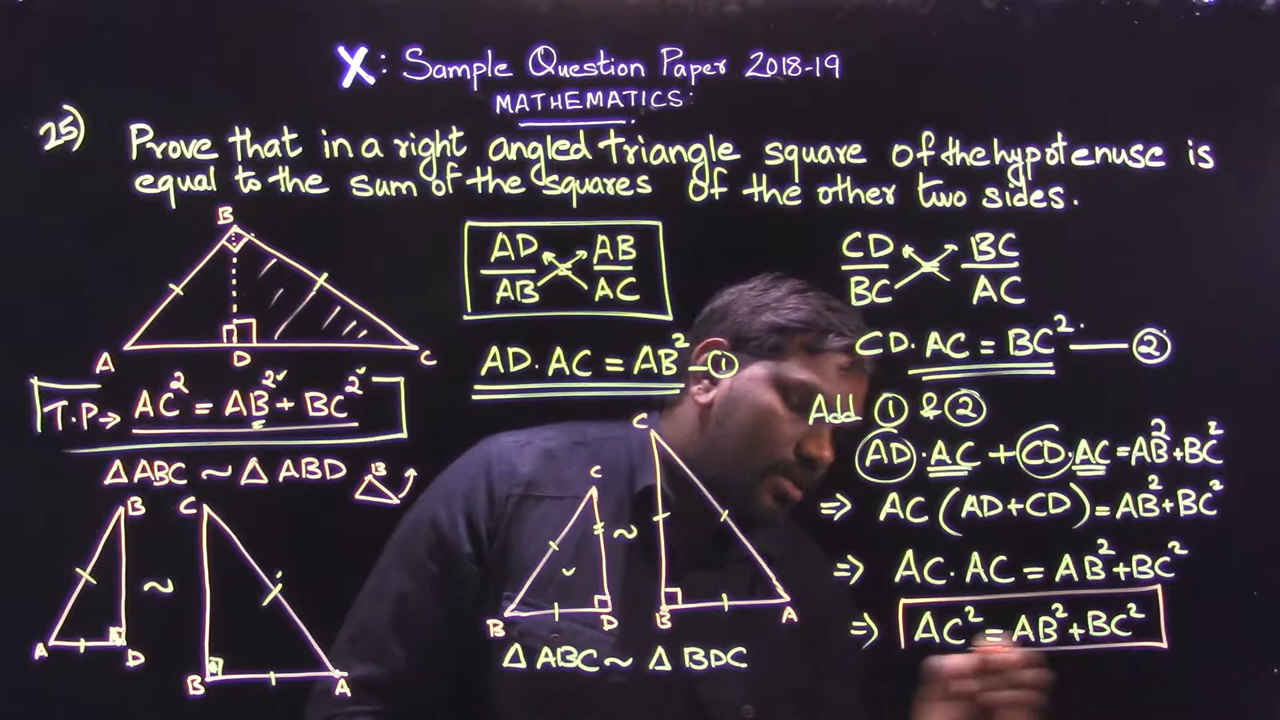 X: Sample Question Paper 2018-19
MATHEMATICS:
25) Prove that in a right angled triangle square of the hypotenuse is
equal to the sum of the squares of the other two sides.
B
A D C
T.P→ AC² = AB² + BC²
△ABC ~ △ABD
B
B C
~
A D
B A
AD/AB AB/AC
AD·AC = AB² —①
C
C
~
B D B A
△ABC ~ △BDC
CD/BC BC/AC
CD·AC = BC² —②
Add ① & ②
AD·AC + CD·AC = AB² + BC²
⇒ AC (AD+CD) = AB² + BC²
⇒ AC·AC = AB² + BC²
⇒ AC² = AB² + BC²